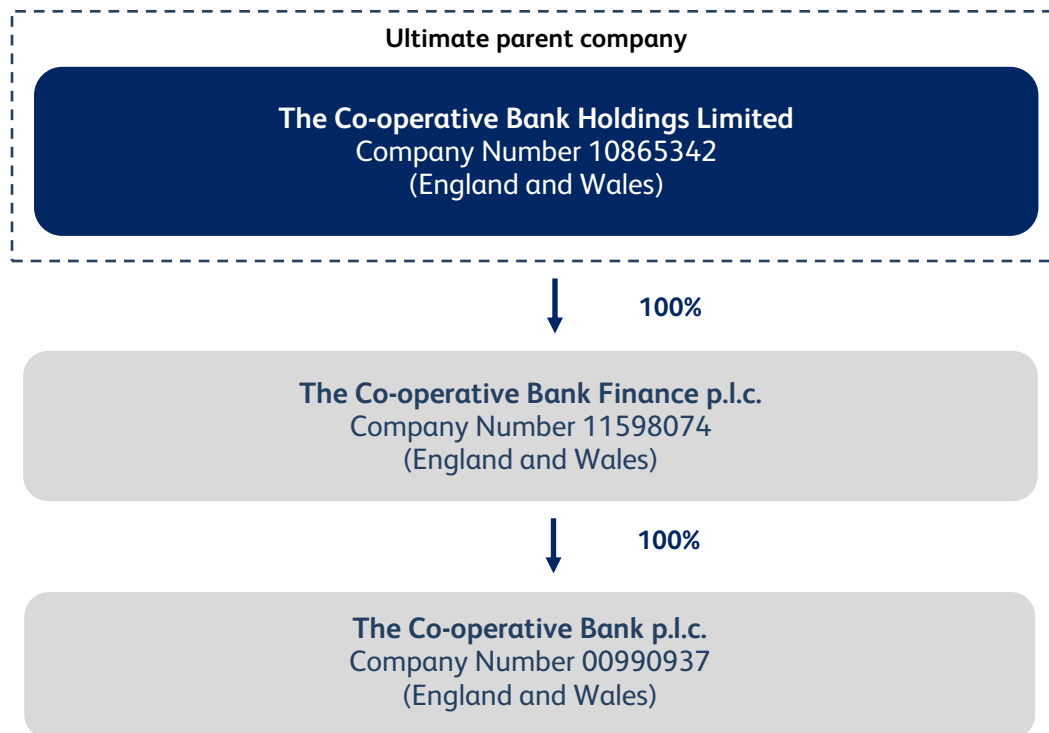 Ultimate parent company
The Co-operative Bank Holdings Limited
Company Number 10865342
(England and Wales)
100%
The Co-operative Bank Finance p.l.c.
Company Number 11598074
(England and Wales)
100%
The Co-operative Bank p.l.c.
Company Number 00990937
(England and Wales)